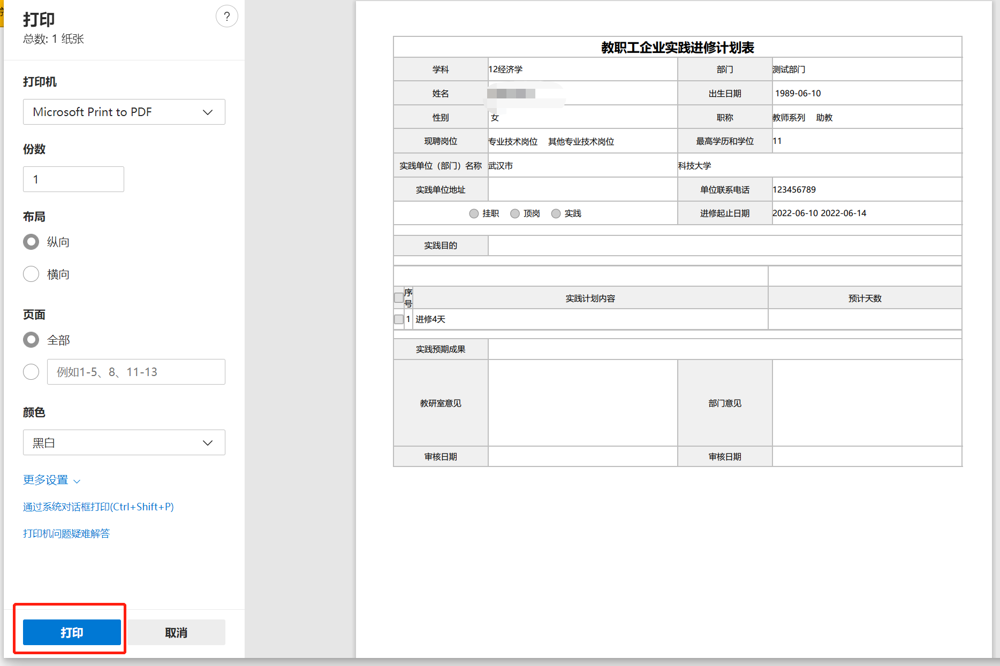 打印
?
总数: 1 纸张
打印机
Microsoft Print to PDF
份数
1
布局
纵向
横向
页面
全部
例如1-5、8、11-13
颜色
黑白
更多设置
通过系统对话框打印(Ctrl+Shift+P)
打印机问题疑难解答
打印 取消
教职工企业实践进修计划表
学科 12经济学 部门 测试部门
姓名 出生日期 1989-06-10
性别 女 职称 教师系列 助教
现聘岗位 专业技术岗位 其他专业技术岗位 最高学历和学位 11
实践单位（部门）名称 武汉市 科技大学
实践单位地址 单位联系电话 123456789
挂职 顶岗 实践 进修起止日期 2022-06-10 2022-06-14
实践目的
序号 实践计划内容 预计天数
1 进修4天
实践预期成果
教研室意见 部门意见
审核日期 审核日期